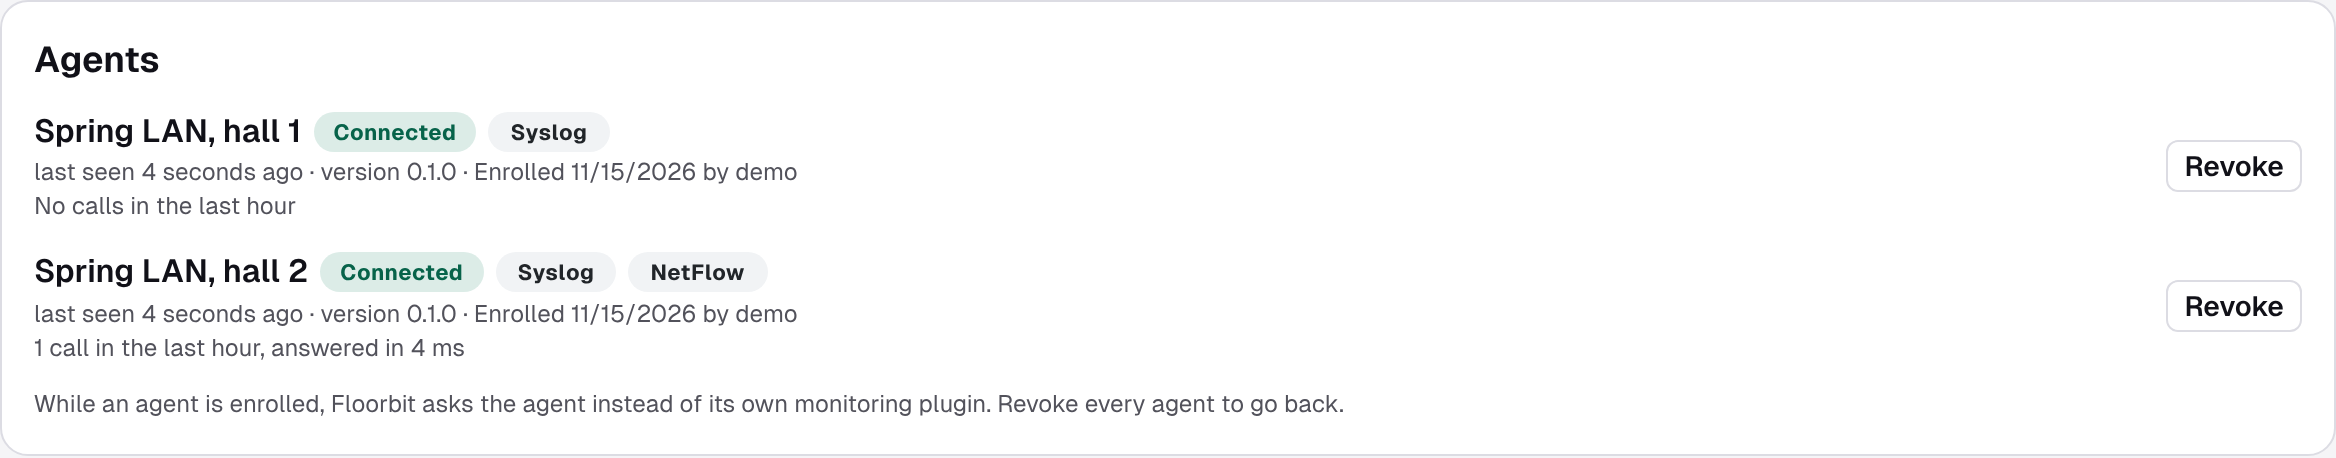 Agents
Spring LAN, hall 1 Connected Syslog
last seen 4 seconds ago · version 0.1.0 · Enrolled 11/15/2026 by demo
No calls in the last hour
Revoke
Spring LAN, hall 2 Connected Syslog NetFlow
last seen 4 seconds ago · version 0.1.0 · Enrolled 11/15/2026 by demo
1 call in the last hour, answered in 4 ms
Revoke
While an agent is enrolled, Floorbit asks the agent instead of its own monitoring plugin. Revoke every agent to go back.